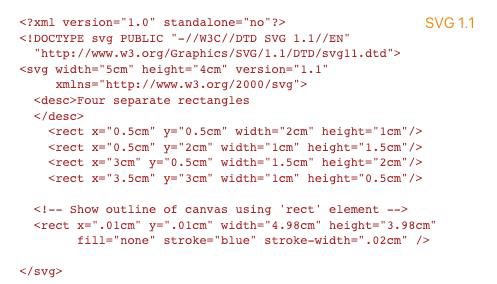 <?xml version="1.0" standalone="no"?>
SVG 1.1
<!DOCTYPE svg PUBLIC "-//W3C//DTD SVG 1.1//EN"
"http://www.w3.org/Graphics/SVG/1.1/DTD/svg11.dtd">
<svg width="5cm" height="4cm" version="1.1"
xmlns="http://www.w3.org/2000/svg">
<desc>Four separate rectangles
</desc>
<rect x="0.5cm" y="0.5cm" width="2cm" height="1cm"/>
<rect x="0.5cm" y="2cm" width="1cm" height="1.5cm"/>
<rect x="3cm" y="0.5cm" width="1.5cm" height="2cm"/>
<rect x="3.5cm" y="3cm" width="1cm" height="0.5cm"/>
<!-- Show outline of canvas using 'rect' element -->
<rect x=".01cm" y=".01cm" width="4.98cm" height="3.98cm"
fill="none" stroke="blue" stroke-width=".02cm" />
</svg>